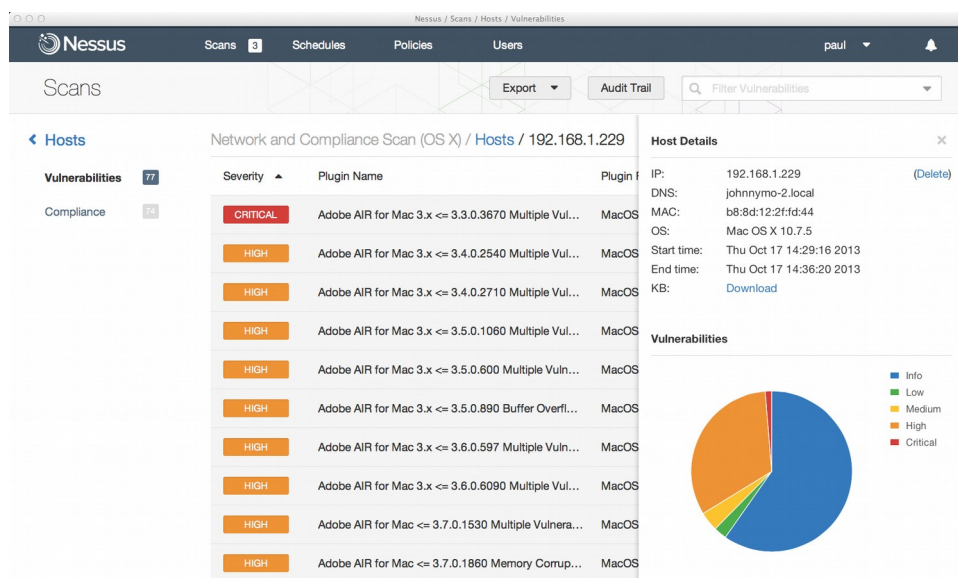 Nessus / Scans / Hosts / Vulnerabilities
Nessus Scans 3 Schedules Policies Users paul
Scans Export Audit Trail Filter Vulnerabilities
Hosts
Vulnerabilities 77
Compliance 74
Network and Compliance Scan (OS X) / Hosts / 192.168.1.229
Severity Plugin Name Plugin F
CRITICAL Adobe AIR for Mac 3.x <= 3.3.0.3670 Multiple Vul... MacOS
HIGH Adobe AIR for Mac 3.x <= 3.4.0.2540 Multiple Vul... MacOS
HIGH Adobe AIR for Mac 3.x <= 3.4.0.2710 Multiple Vul... MacOS
HIGH Adobe AIR for Mac 3.x <= 3.5.0.1060 Multiple Vul... MacOS
HIGH Adobe AIR for Mac 3.x <= 3.5.0.600 Multiple Vuln... MacOS
HIGH Adobe AIR for Mac 3.x <= 3.5.0.890 Buffer Overfl... MacOS
HIGH Adobe AIR for Mac 3.x <= 3.6.0.597 Multiple Vuln... MacOS
HIGH Adobe AIR for Mac 3.x <= 3.6.0.6090 Multiple Vul... MacOS
HIGH Adobe AIR for Mac <= 3.7.0.1530 Multiple Vulnera... MacOS
HIGH Adobe AIR for Mac <= 3.7.0.1860 Memory Corrup... MacOS
Host Details
IP: 192.168.1.229 (Delete)
DNS: johnnymo-2.local
MAC: b8:8d:12:2f:fd:44
OS: Mac OS X 10.7.5
Start time: Thu Oct 17 14:29:16 2013
End time: Thu Oct 17 14:36:20 2013
KB: Download
Vulnerabilities
Info
Low
Medium
High
Critical